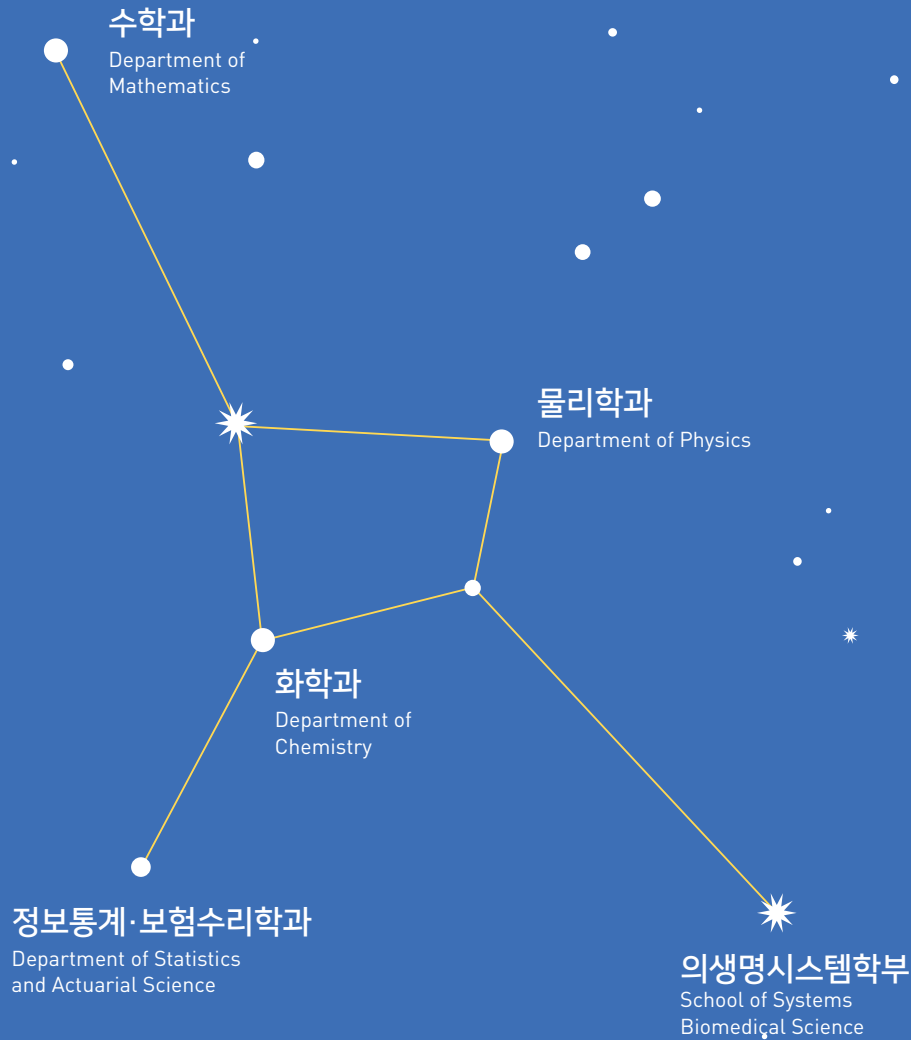 수학과
Department of
Mathematics
물리학과
Department of Physics
화학과
Department of
Chemistry
정보통계·보험수리학과
Department of Statistics
and Actuarial Science
의생명시스템학부
School of Systems
Biomedical Science